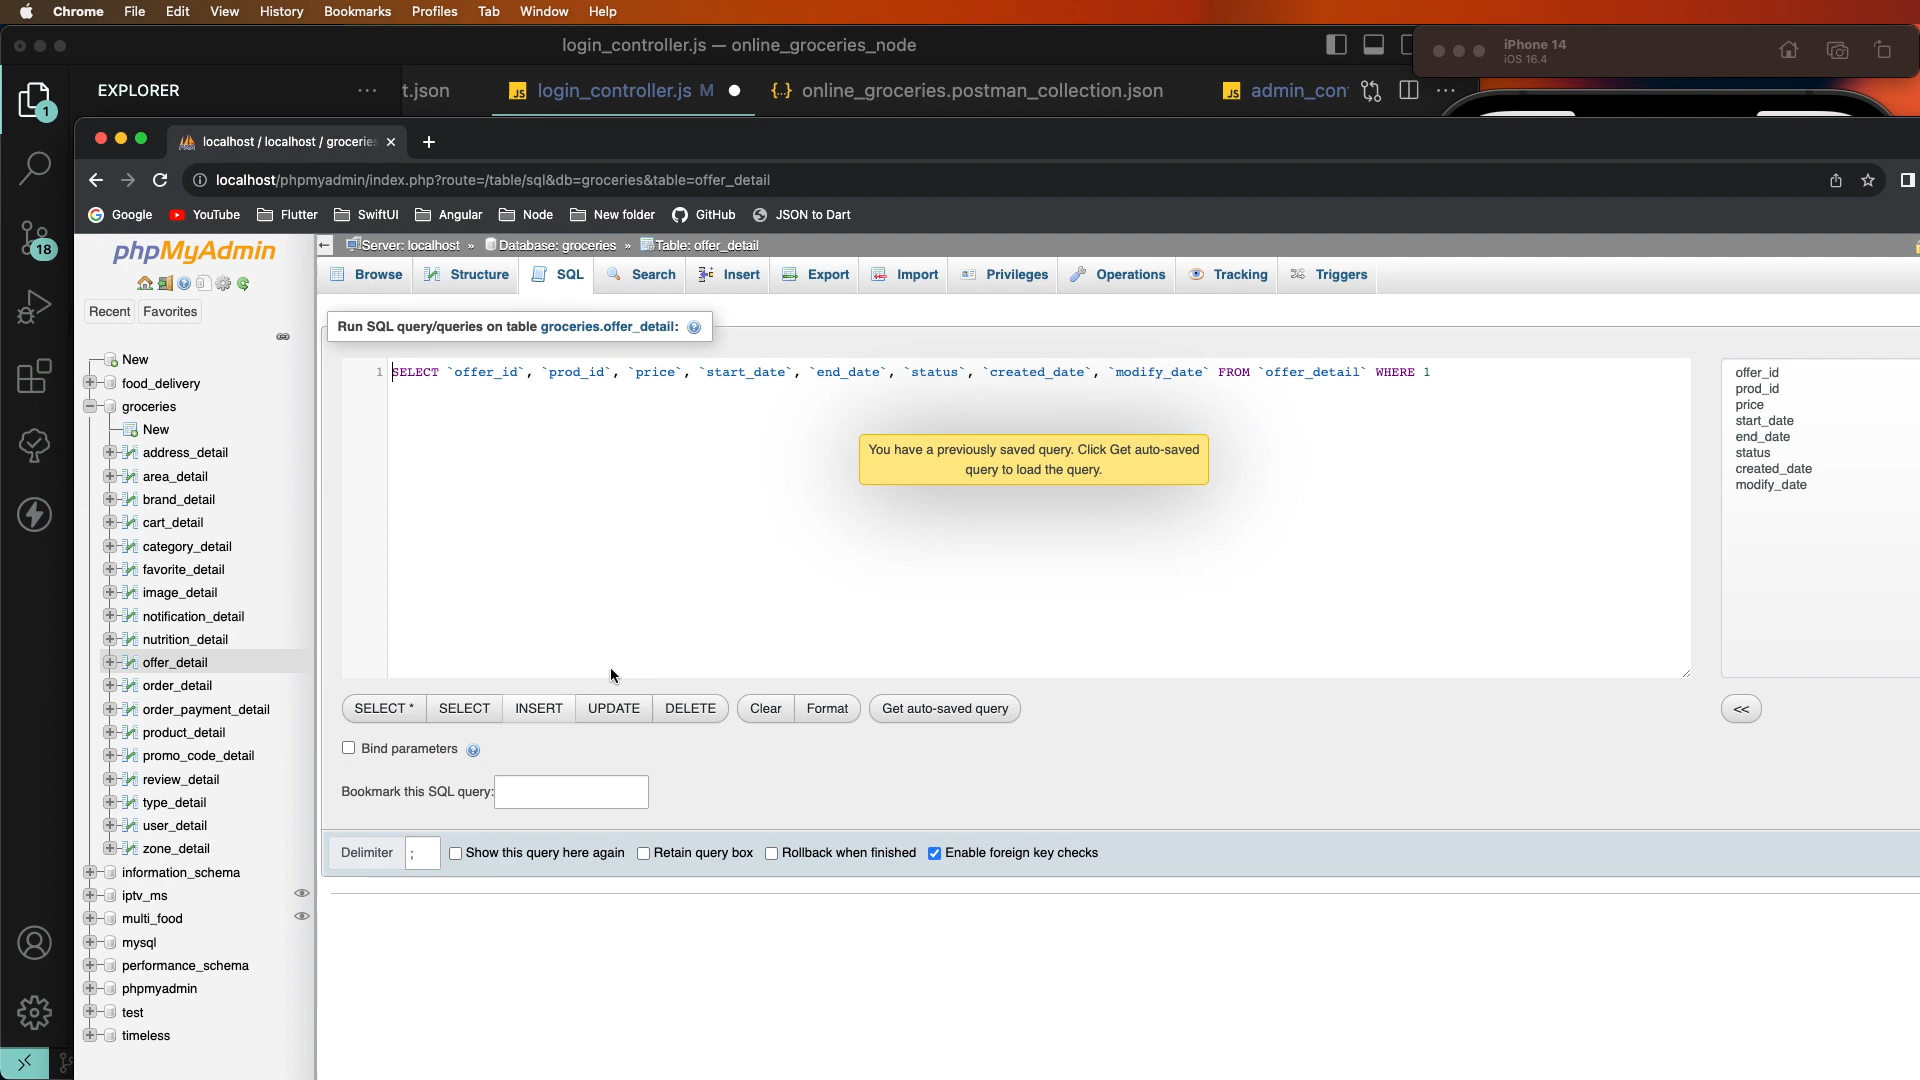 Chrome File Edit View History Bookmarks Profiles Tab Window Help
login_controller.js — online_groceries_node
iPhone 14
iOS 16.4
EXPLORER
t.json
login_controller.js M
online_groceries.postman_collection.json
admin_con
1
18
localhost / localhost / groceries
localhost/phpmyadmin/index.php?route=/table/sql&db=groceries&table=offer_detail
Google YouTube Flutter SwiftUI Angular Node New folder GitHub JSON to Dart
phpMyAdmin
Recent Favorites
New
food_delivery
groceries
New
address_detail
area_detail
brand_detail
cart_detail
category_detail
favorite_detail
image_detail
notification_detail
nutrition_detail
offer_detail
order_detail
order_payment_detail
product_detail
promo_code_detail
review_detail
type_detail
user_detail
zone_detail
information_schema
iptv_ms
multi_food
mysql
performance_schema
phpmyadmin
test
timeless
Server: localhost » Database: groceries » Table: offer_detail
Browse Structure SQL Search Insert Export Import Privileges Operations Tracking Triggers
Run SQL query/queries on table groceries.offer_detail:
1 SELECT `offer_id`, `prod_id`, `price`, `start_date`, `end_date`, `status`, `created_date`, `modify_date` FROM `offer_detail` WHERE 1
You have a previously saved query. Click Get auto-saved
query to load the query.
offer_id
prod_id
price
start_date
end_date
status
created_date
modify_date
SELECT * SELECT INSERT UPDATE DELETE Clear Format Get auto-saved query <<
Bind parameters
Bookmark this SQL query:
Delimiter ; Show this query here again Retain query box Rollback when finished Enable foreign key checks